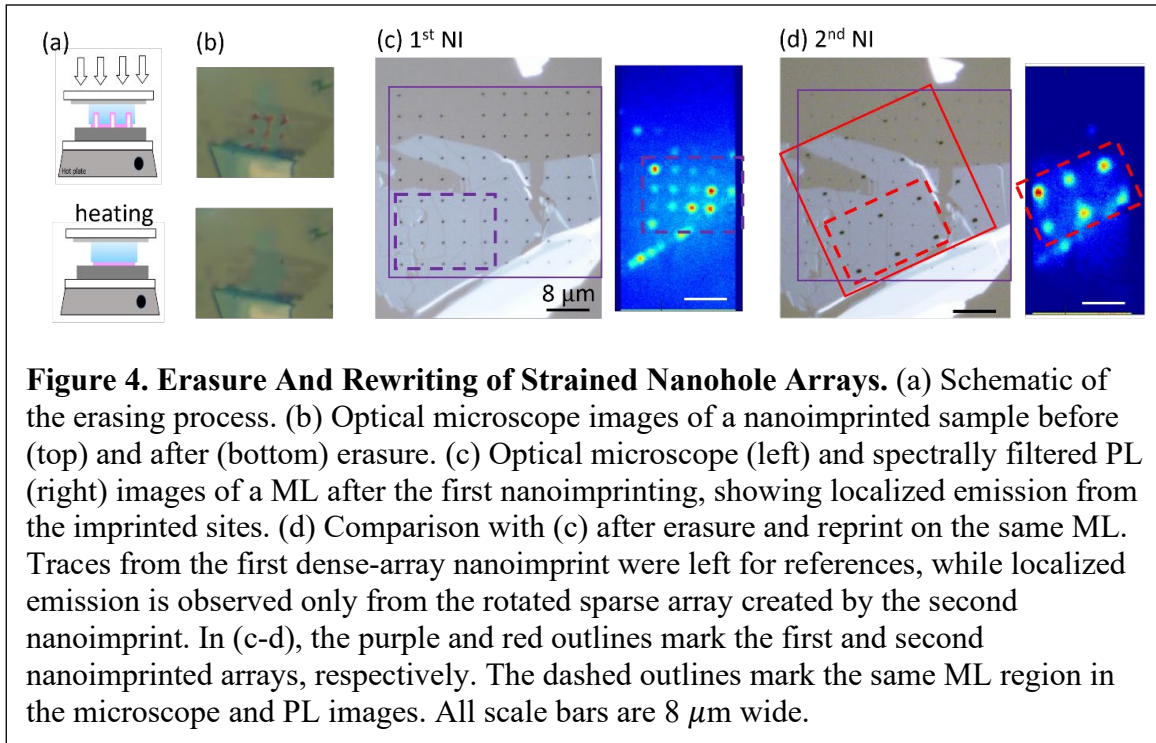 (a)
(b)
(c) 1st NI
(d) 2nd NI
Hot plate
heating
8 μm
Figure 4. Erasure And Rewriting of Strained Nanohole Arrays. (a) Schematic of
the erasing process. (b) Optical microscope images of a nanoimprinted sample before
(top) and after (bottom) erasure. (c) Optical microscope (left) and spectrally filtered PL
(right) images of a ML after the first nanoimprinting, showing localized emission from
the imprinted sites. (d) Comparison with (c) after erasure and reprint on the same ML.
Traces from the first dense-array nanoimprint were left for references, while localized
emission is observed only from the rotated sparse array created by the second
nanoimprint. In (c-d), the purple and red outlines mark the first and second
nanoimprinted arrays, respectively. The dashed outlines mark the same ML region in
the microscope and PL images. All scale bars are 8 μm wide.